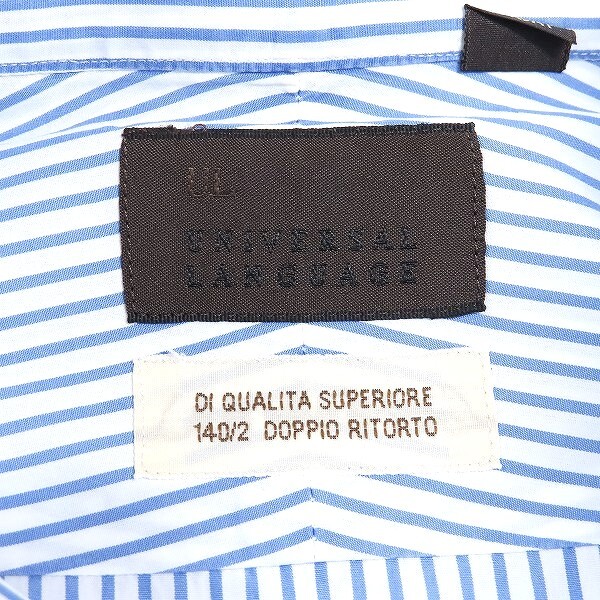 UL
UNIVERSAL
LANGUAGE
DI QUALITA SUPERIORE
140/2 DOPPIO RITORTO